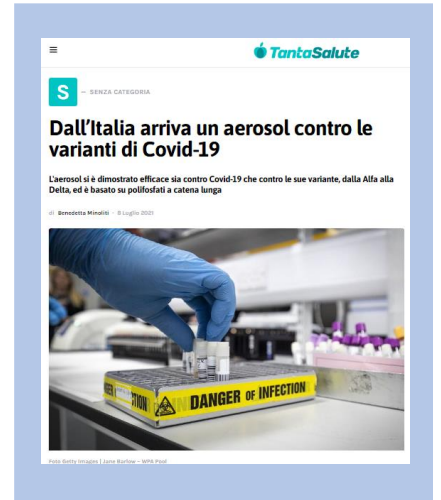 TantaSalute
S – SENZA CATEGORIA
Dall'Italia arriva un aerosol contro le
varianti di Covid-19
L'aerosol si è dimostrato efficace sia contro Covid-19 che contro le sue variante, dalla Alfa alla
Delta, ed è basato su polifosfati a catena lunga
di Benedetta Minoliti - 8 Luglio 2021
DANGER OF INFECTION
Foto Getty Images | Jane Barlow – WPA Pool